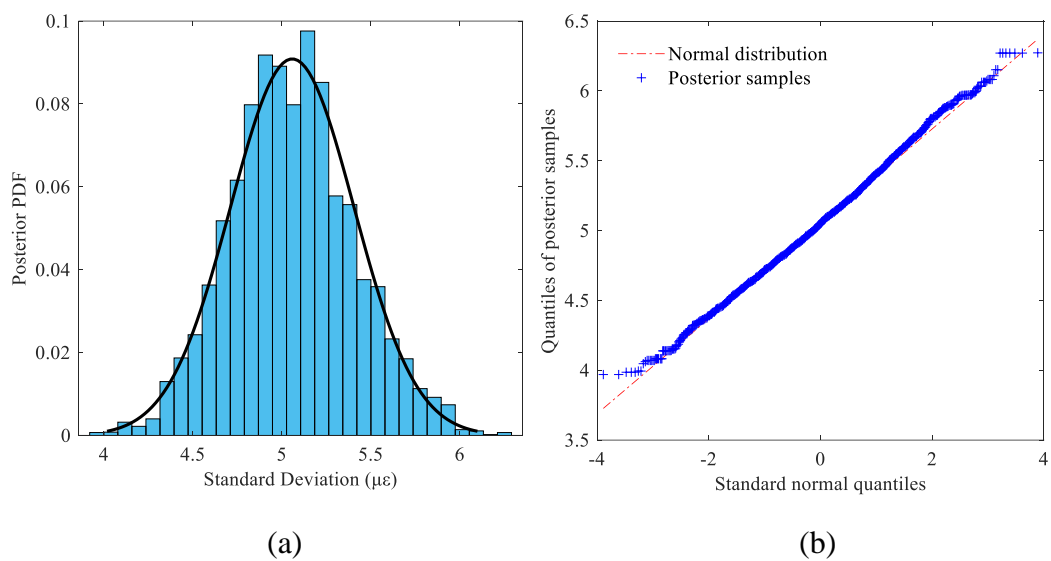 0.1
0.08
0.06
0.04
0.02
0
Posterior PDF
4
4.5
5
5.5
6
Standard Deviation (με)
(a)
6.5
6
5.5
5
4.5
4
3.5
Quantiles of posterior samples
Normal distribution
Posterior samples
-4
-2
0
2
4
Standard normal quantiles
(b)